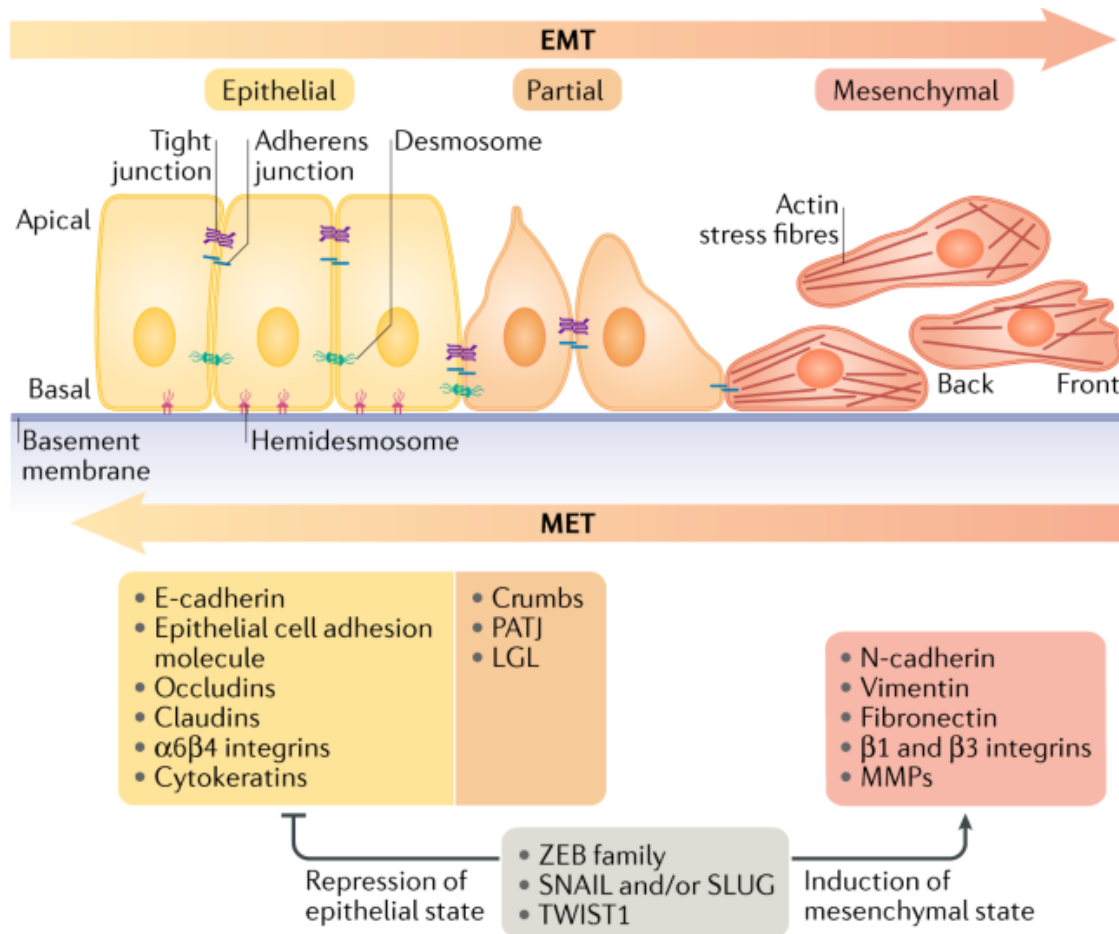 EMT
Epithelial
Partial
Mesenchymal
Tight
junction
Adherens
junction
Desmosome
Apical
Actin
stress fibres
Basal
Back
Front
Basement
membrane
Hemidesmosome
MET
• E-cadherin
• Epithelial cell adhesion
molecule
• Occludins
• Claudins
• α6β4 integrins
• Cytokeratins
• Crumbs
• PATJ
• LGL
• N-cadherin
• Vimentin
• Fibronectin
• β1 and β3 integrins
• MMPs
Repression of
epithelial state
• ZEB family
• SNAIL and/or SLUG
• TWIST1
Induction of
mesenchymal state